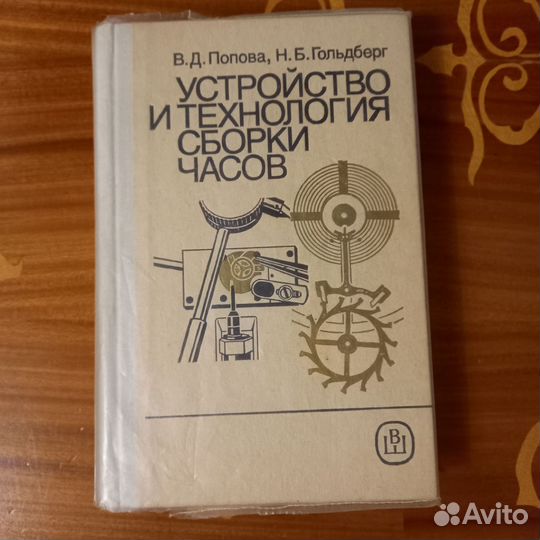 В. Д. Попова, Н. Б. Гольдберг
УСТРОЙСТВО
И ТЕХНОЛОГИЯ
СБОРКИ
ЧАСОВ
ВШ
Avito